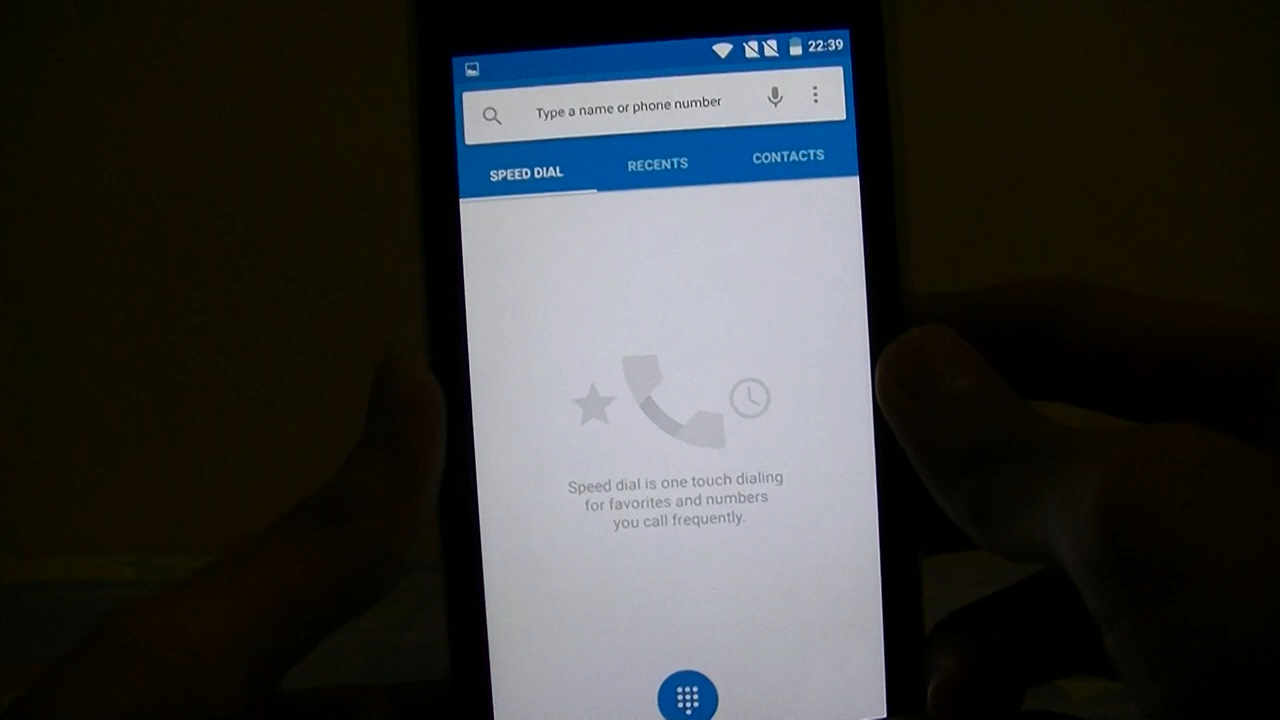 22:39
Type a name or phone number
SPEED DIAL
RECENTS
CONTACTS
Speed dial is one touch dialing
for favorites and numbers
you call frequently.